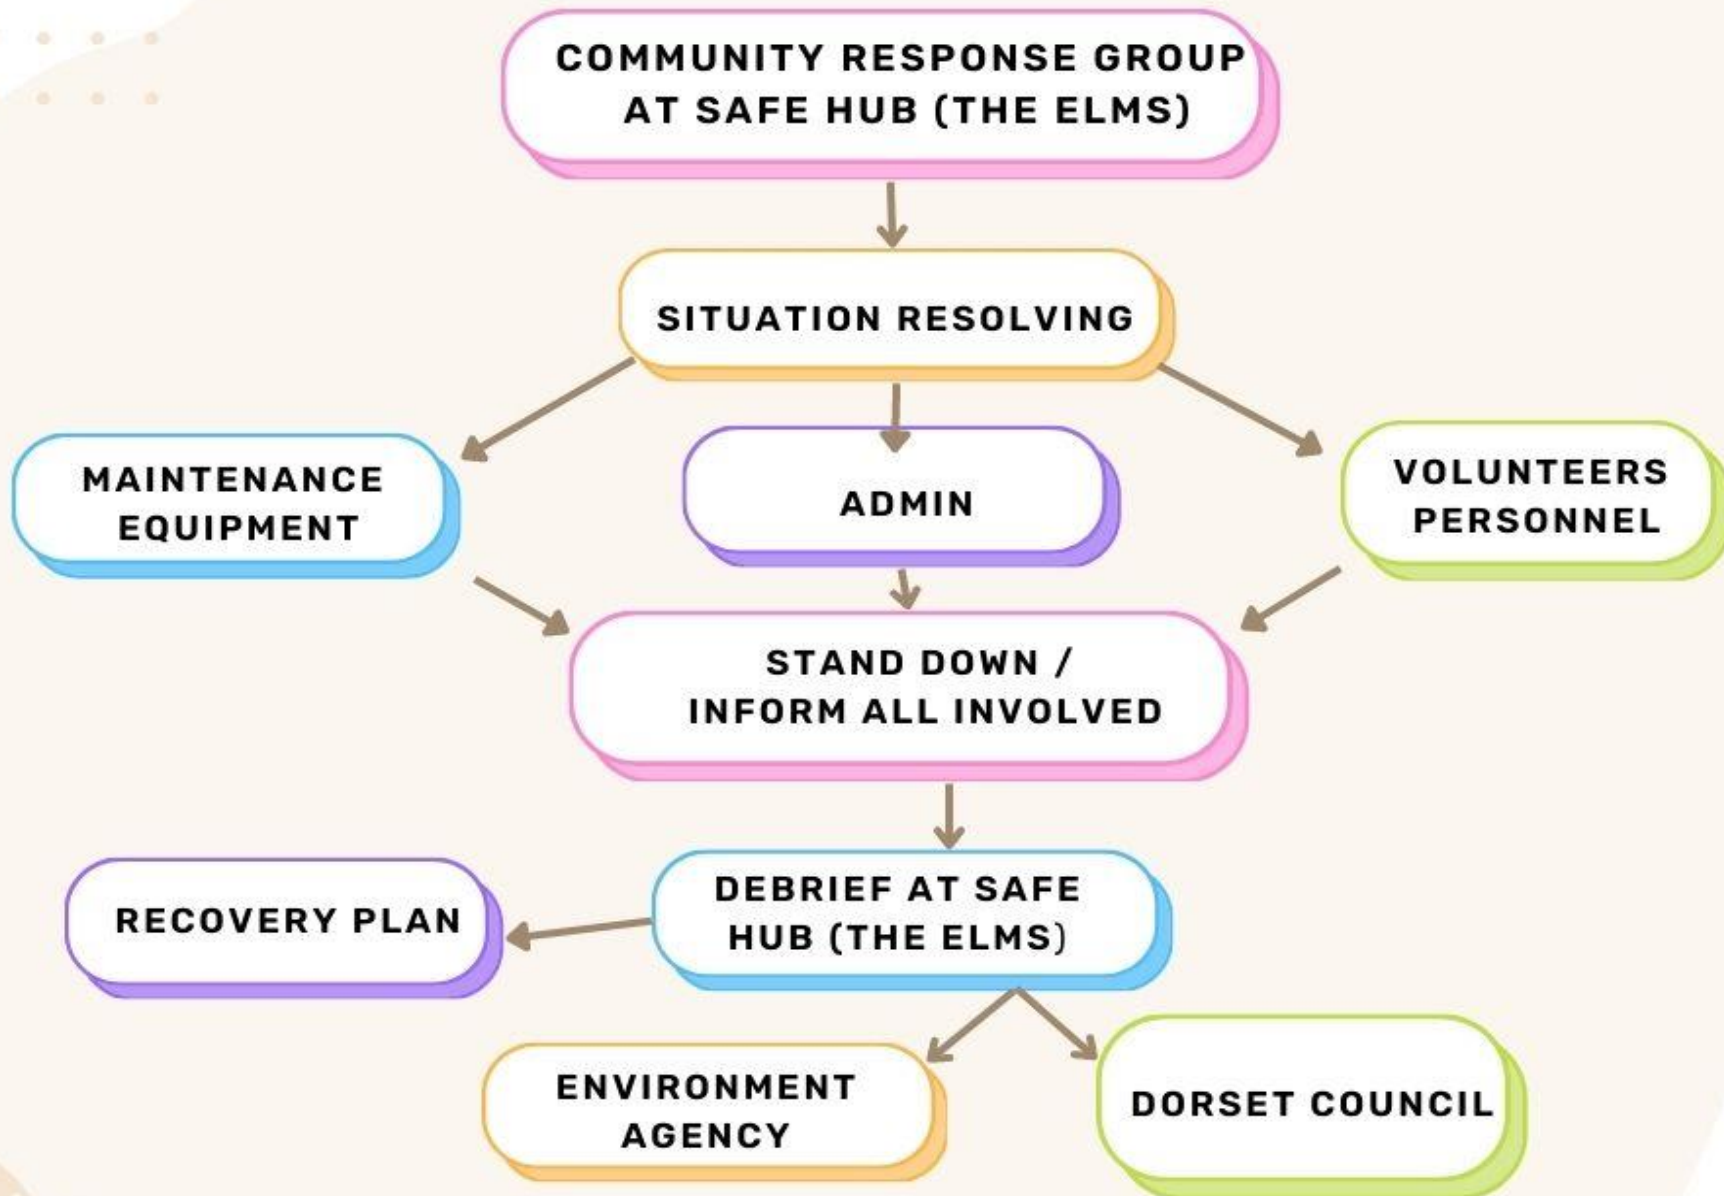 COMMUNITY RESPONSE GROUP
AT SAFE HUB (THE ELMS)
SITUATION RESOLVING
MAINTENANCE
EQUIPMENT
ADMIN
VOLUNTEERS
PERSONNEL
STAND DOWN /
INFORM ALL INVOLVED
RECOVERY PLAN
DEBRIEF AT SAFE
HUB (THE ELMS)
ENVIRONMENT
AGENCY
DORSET COUNCIL